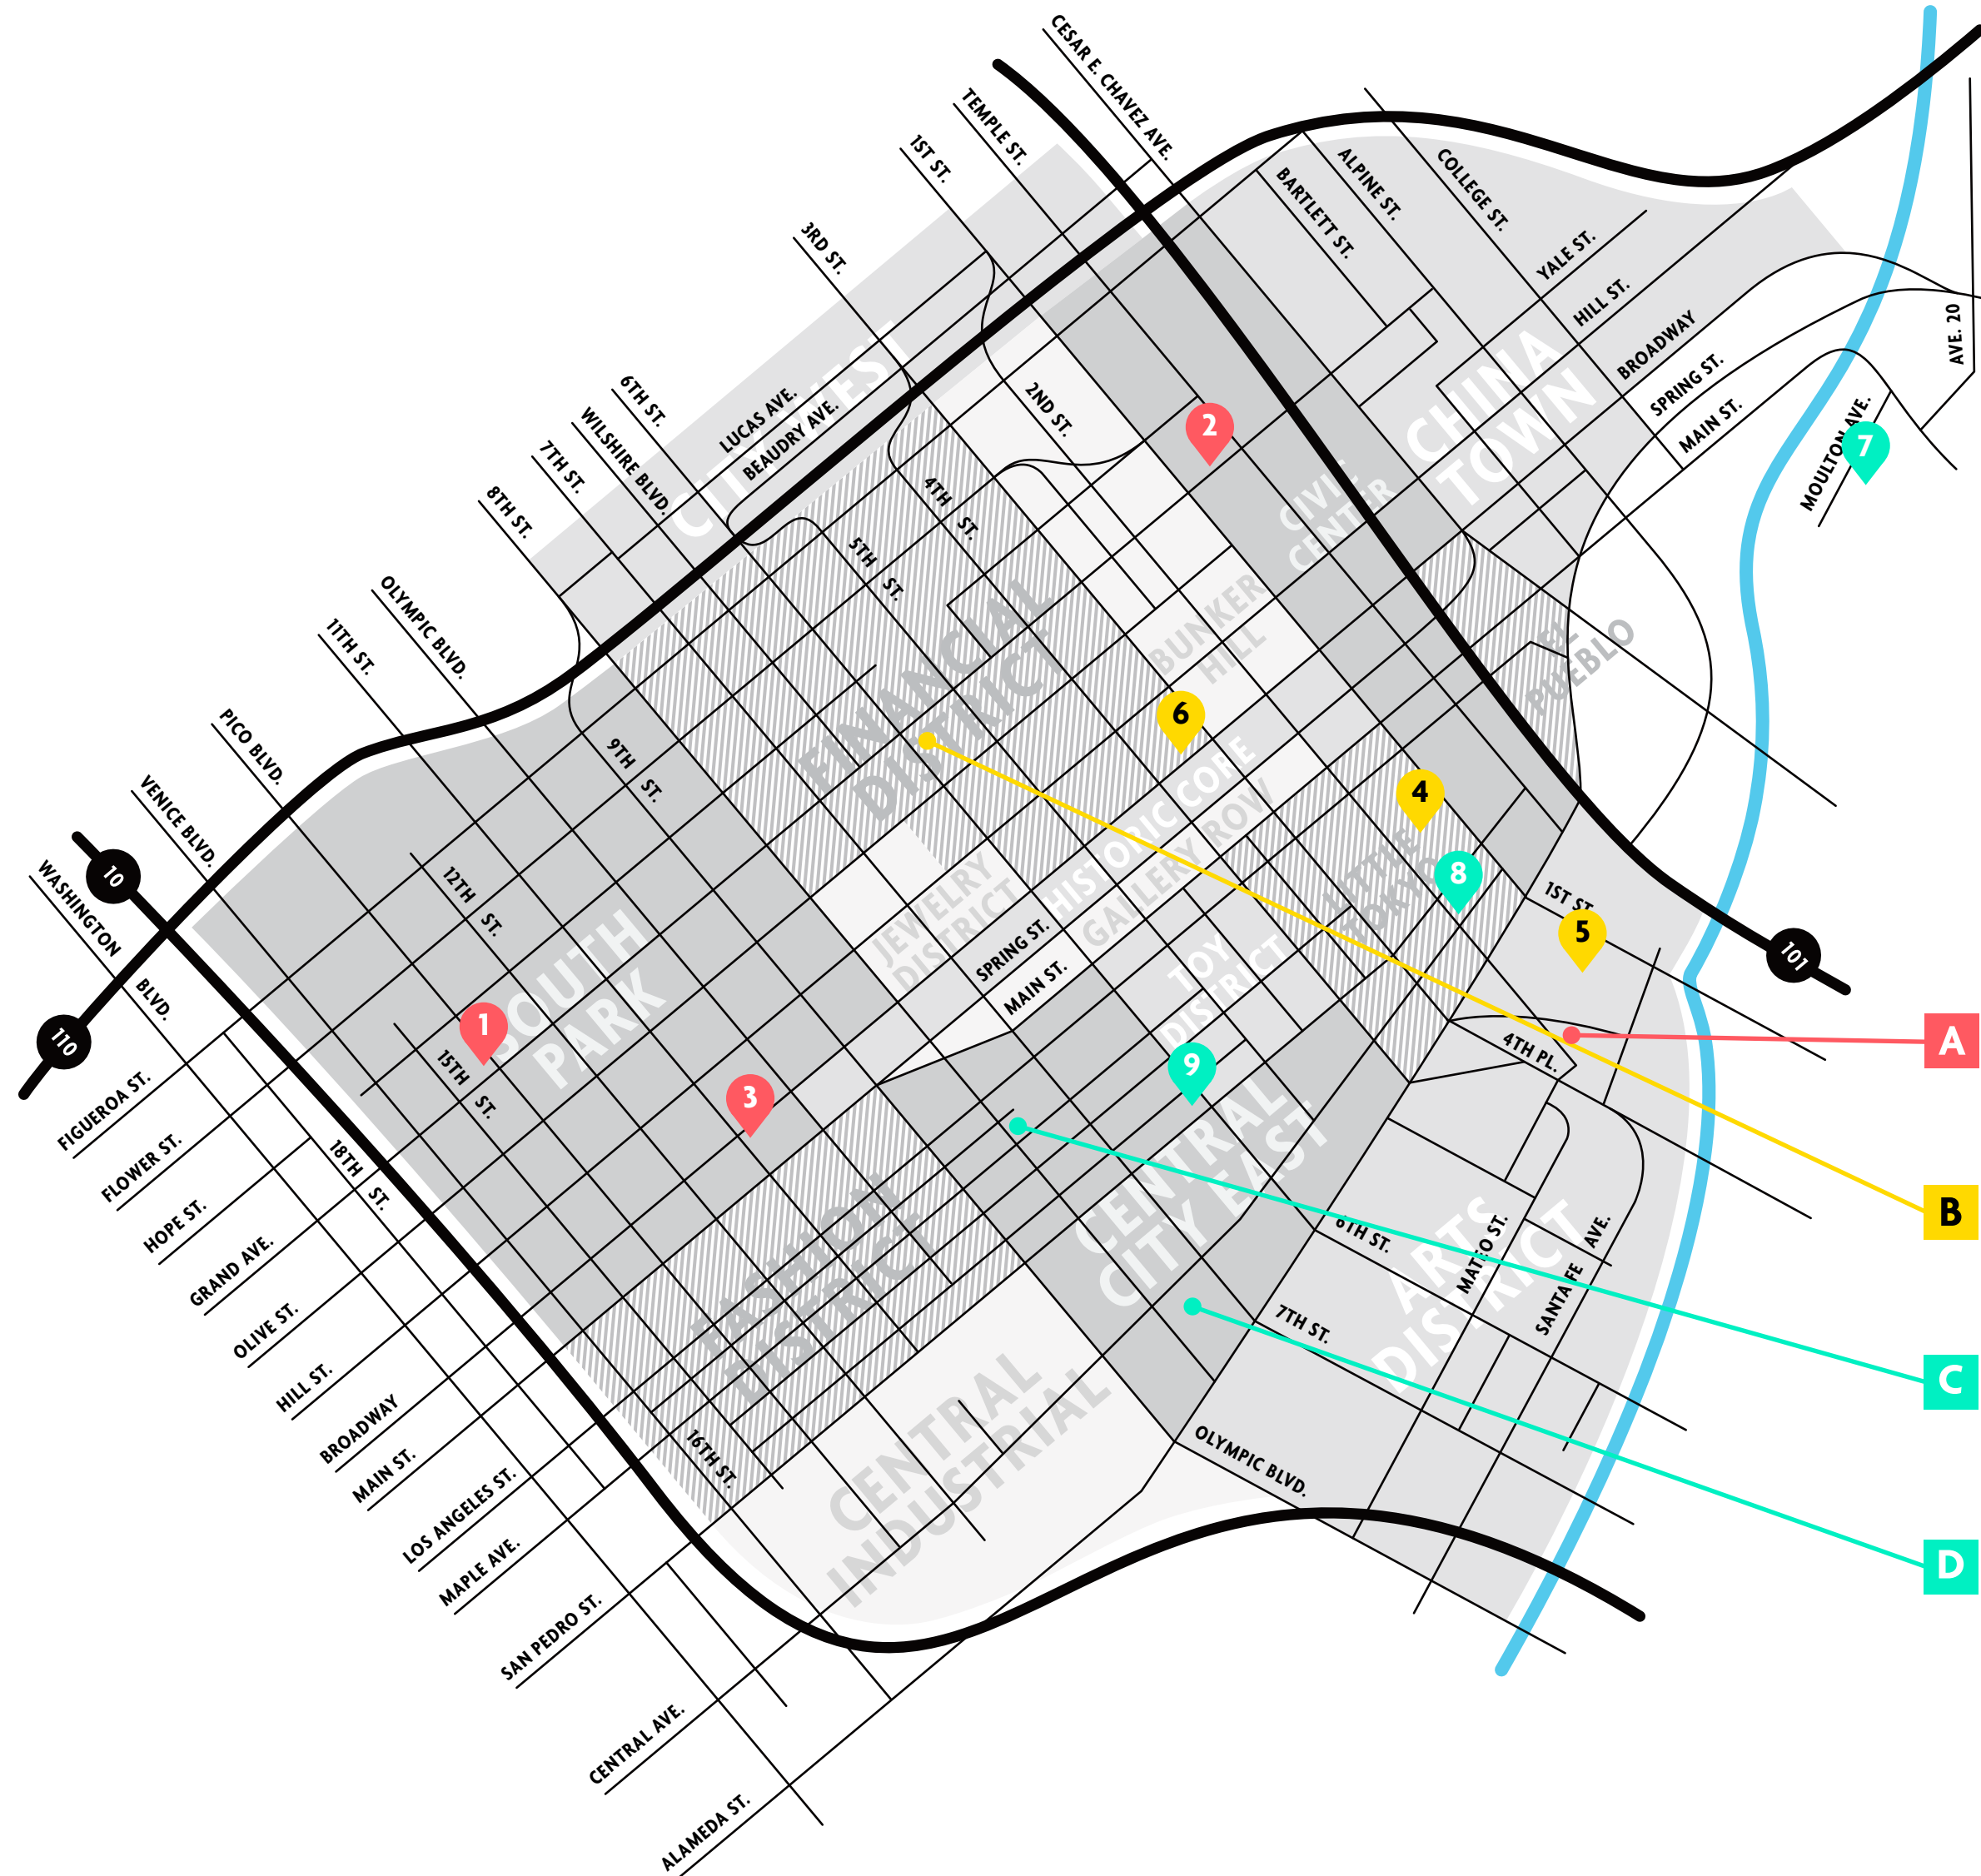 CESAR E. CHAVEZ AVE.
TEMPLE ST.
1ST ST.
3RD ST.
BARTLETT ST.
ALPINE ST.
COLLEGE ST.
YALE ST.
HILL ST.
BROADWAY
SPRING ST.
MAIN ST.
AVE. 20
MOULTON AVE.
7
2ND ST.
2
CHINA
TOWN
CIVIC
CENTER
CITY WEST
LUCAS AVE.
BEAUDRY AVE.
6TH ST.
WILSHIRE BLVD.
7TH ST.
8TH ST.
4TH ST.
5TH ST.
OLYMPIC BLVD.
11TH ST.
PICO BLVD.
VENICE BLVD.
WASHINGTON BLVD.
10
110
9TH ST.
12TH ST.
FINANCIAL
DISTRICT
BUNKER
HILL
EL
PUEBLO
6
4
8
5
LITTLE
TOKYO
HISTORIC CORE
GALLERY ROW
JEWELRY
DISTRICT
SPRING ST.
MAIN ST.
TOY
DISTRICT
1ST ST.
101
SOUTH
PARK
1
3
9
15TH ST.
18TH ST.
4TH PL.
A
B
C
D
CENTRAL
CITY EAST
FASHION
DISTRICT
ARTS
DISTRICT
6TH ST.
7TH ST.
MATEO ST.
SANTA FE AVE.
OLYMPIC BLVD.
16TH ST.
CENTRAL
INDUSTRIAL
FIGUEROA ST.
FLOWER ST.
HOPE ST.
GRAND AVE.
OLIVE ST.
HILL ST.
BROADWAY
MAIN ST.
LOS ANGELES ST.
MAPLE AVE.
SAN PEDRO ST.
CENTRAL AVE.
ALAMEDA ST.